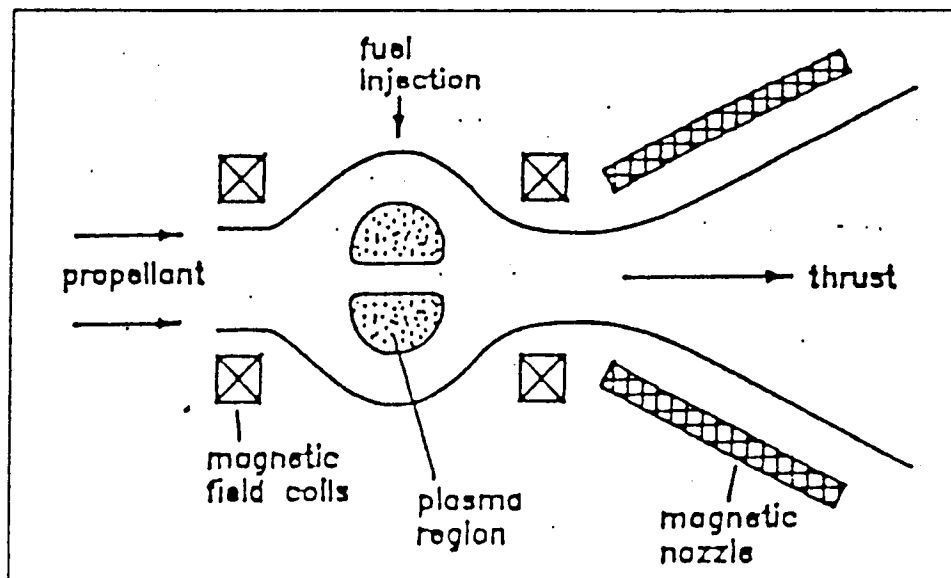 fuel
injection
propellant
thrust
magnetic
field coils
plasma
region
magnetic
nozzle